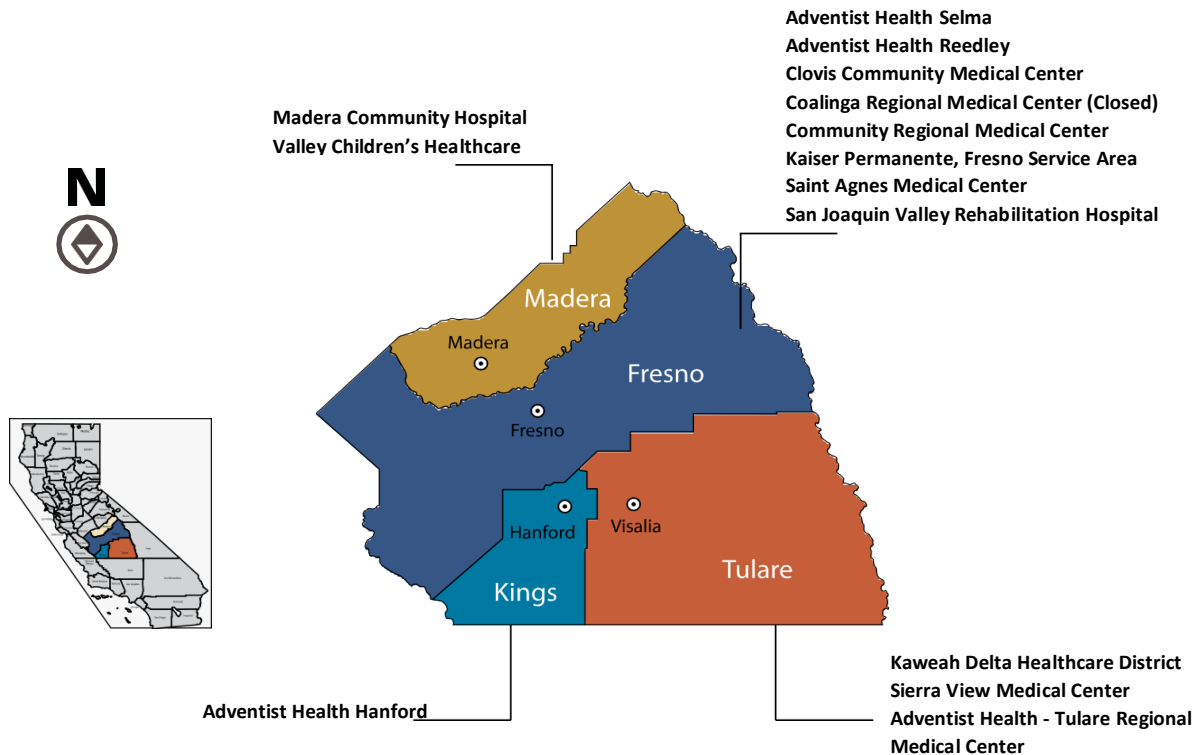 Adventist Health Selma
Adventist Health Reedley
Clovis Community Medical Center
Coalinga Regional Medical Center (Closed)
Community Regional Medical Center
Kaiser Permanente, Fresno Service Area
Saint Agnes Medical Center
San Joaquin Valley Rehabilitation Hospital
Madera Community Hospital
Valley Children’s Healthcare
N
Madera
Madera
Fresno
Fresno
Hanford
Visalia
Kings
Tulare
Adventist Health Hanford
Kaweah Delta Healthcare District
Sierra View Medical Center
Adventist Health - Tulare Regional
Medical Center